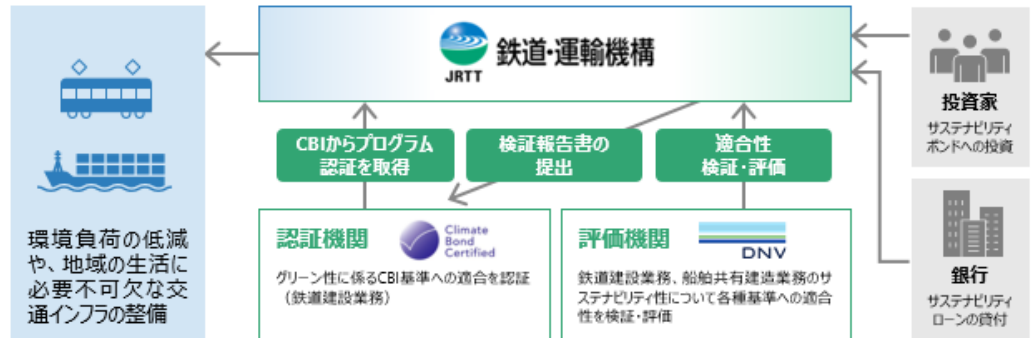 JRTT
鉄道・運輸機構
投資家
サステナビリティ
ボンドへの投資
CBIからプログラム
認証を取得
検証報告書の
提出
適合性
検証・評価
環境負荷の低減
や、地域の生活に
必要不可欠な交
通インフラの整備
認証機関
Climate
Bond
Certified
グリーン性に係るCBI基準への適合を認証
（鉄道建設業務）
評価機関
DNV
鉄道建設業務、船舶共有建造業務のサ
ステナビリティ性について各種基準への適合
性を検証・評価
銀行
サステナビリティ
ローンの貸付